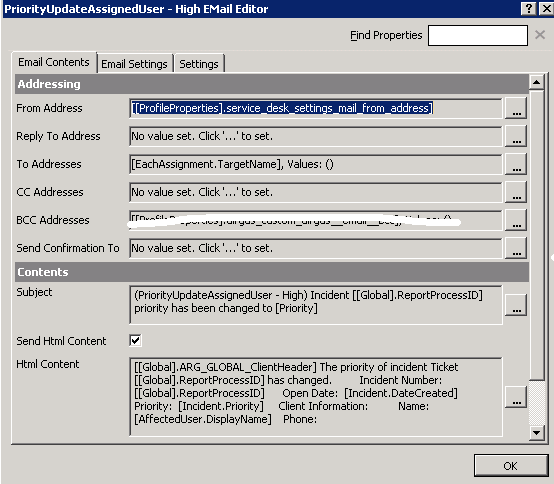 PriorityUpdateAssignedUser - High EMail Editor
Find Properties
Email Contents Email Settings Settings
Addressing
From Address [[ProfileProperties].service_desk_settings_mail_from_address] ...
Reply To Address No value set. Click '...' to set. ...
To Addresses [EachAssignment.TargetName], Values: () ...
CC Addresses No value set. Click '...' to set. ...
BCC Addresses ...
Send Confirmation To No value set. Click '...' to set. ...
Contents
Subject (PriorityUpdateAssignedUser - High) Incident [[Global].ReportProcessID]
priority has been changed to [Priority] ...
Send Html Content
Html Content [[Global].ARG_GLOBAL_ClientHeader] The priority of incident Ticket
[[Global].ReportProcessID] has changed. Incident Number:
[[Global].ReportProcessID] Open Date: [Incident.DateCreated]
Priority: [Incident.Priority] Client Information: Name: ...
[AffectedUser.DisplayName] Phone:
OK